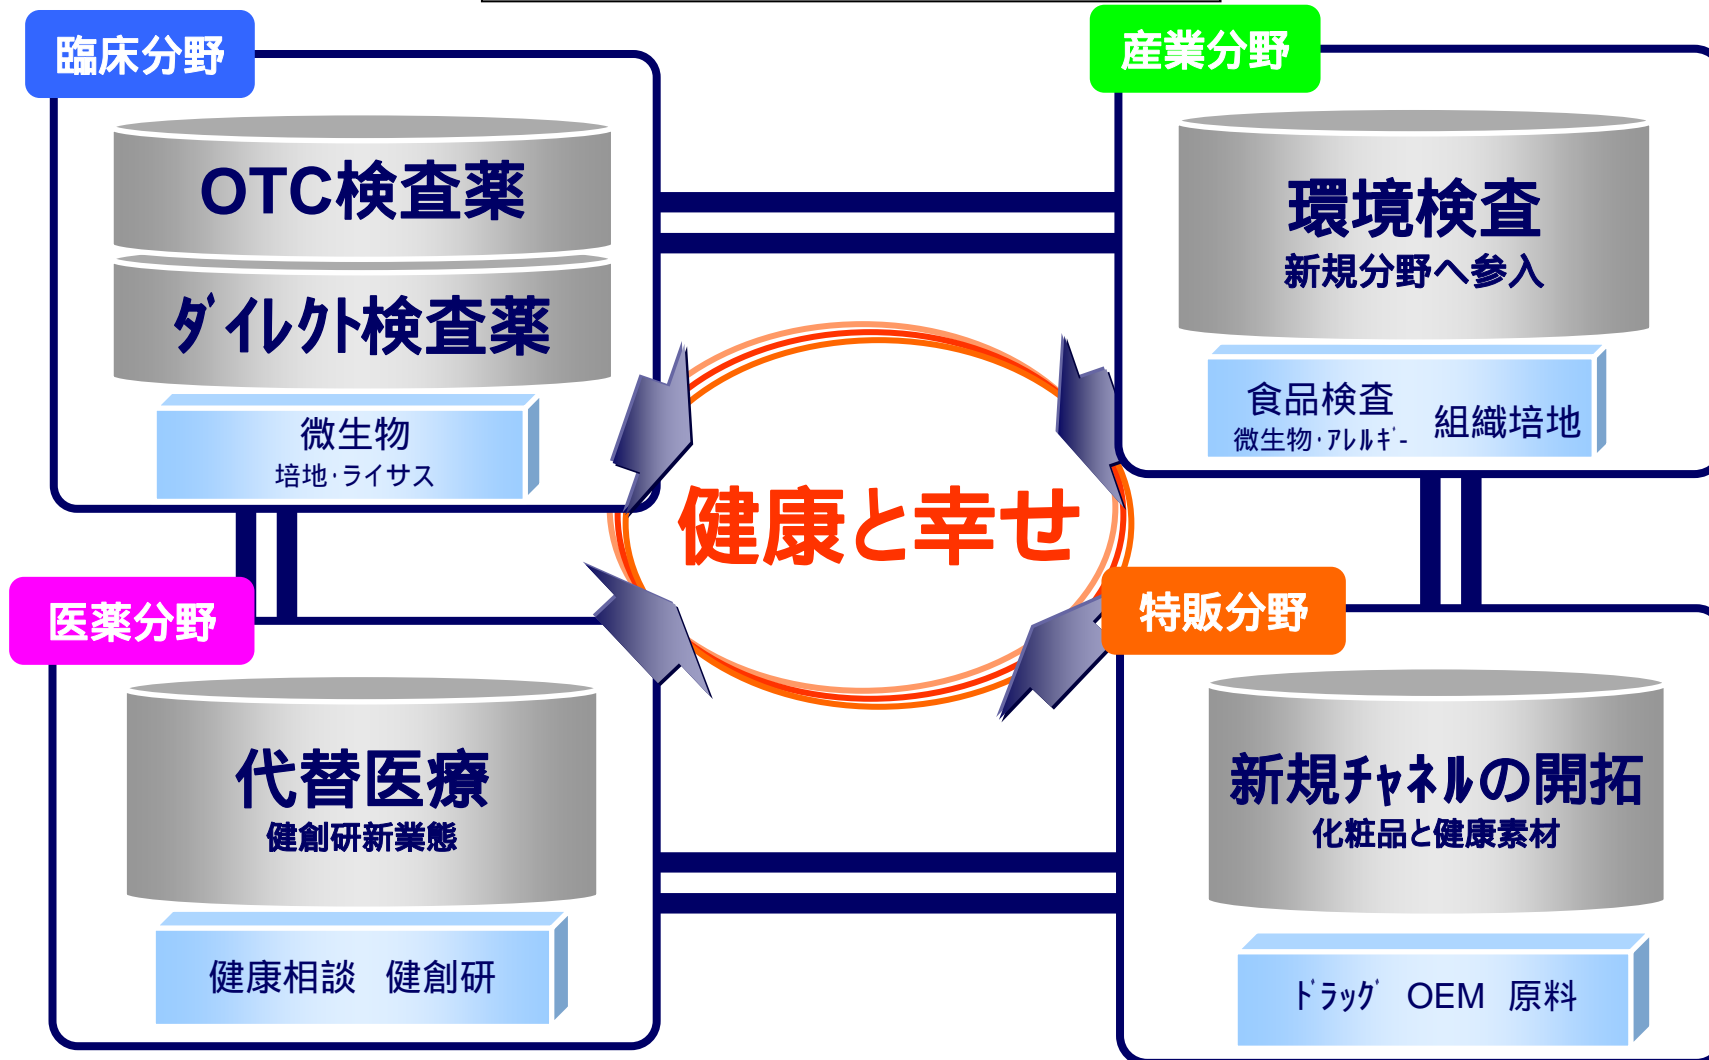 臨床分野
OTC検査薬
ﾀﾞｲﾚｸﾄ検査薬
微生物
培地・ライサス
産業分野
環境検査
新規分野へ参入
食品検査
微生物・ｱﾚﾙｷﾞｰ
組織培地
健康と幸せ
医薬分野
代替医療
健創研新業態
健康相談 健創研
特販分野
新規ﾁｬﾈﾙの開拓
化粧品と健康素材
ﾄﾞﾗｯｸﾞ OEM 原料